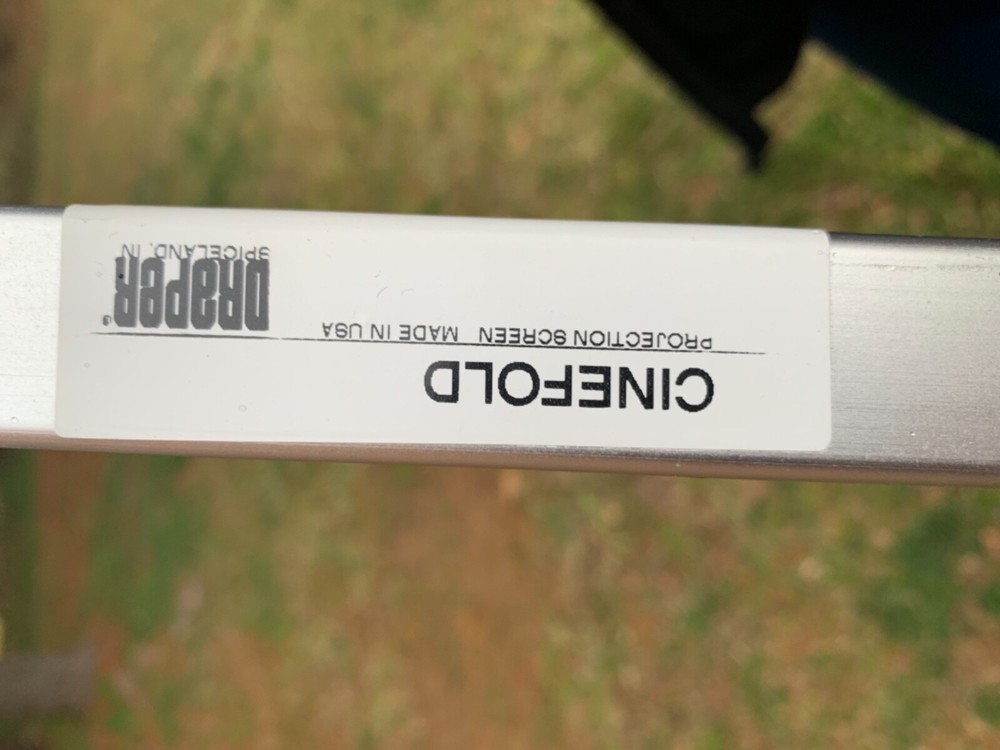 CINEFOLD
PROJECTION SCREEN MADE IN USA
DRAPER®
SPICELAND, IN